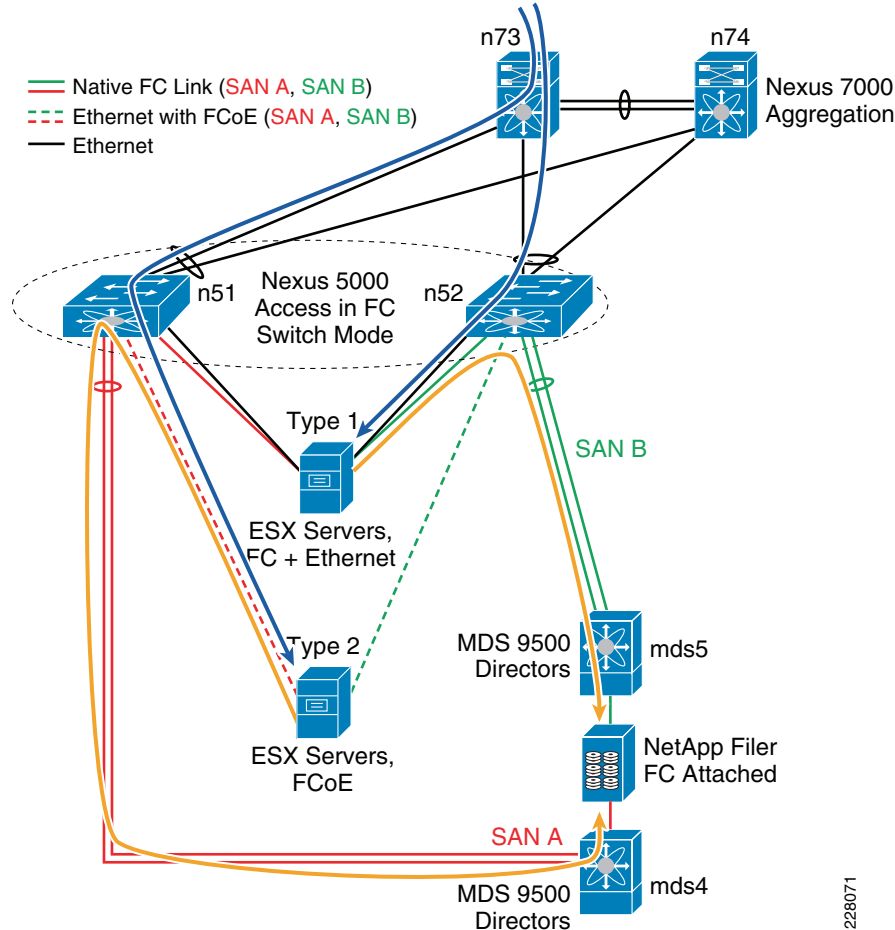 n73
n74
Native FC Link (SAN A, SAN B)
Ethernet with FCoE (SAN A, SAN B)
Ethernet
Nexus 7000
Aggregation
n51
Nexus 5000
Access in FC
Switch Mode
n52
Type 1
ESX Servers,
FC + Ethernet
SAN B
Type 2
ESX Servers,
FCoE
MDS 9500
Directors
mds5
NetApp Filer
FC Attached
SAN A
MDS 9500
Directors
mds4
228071